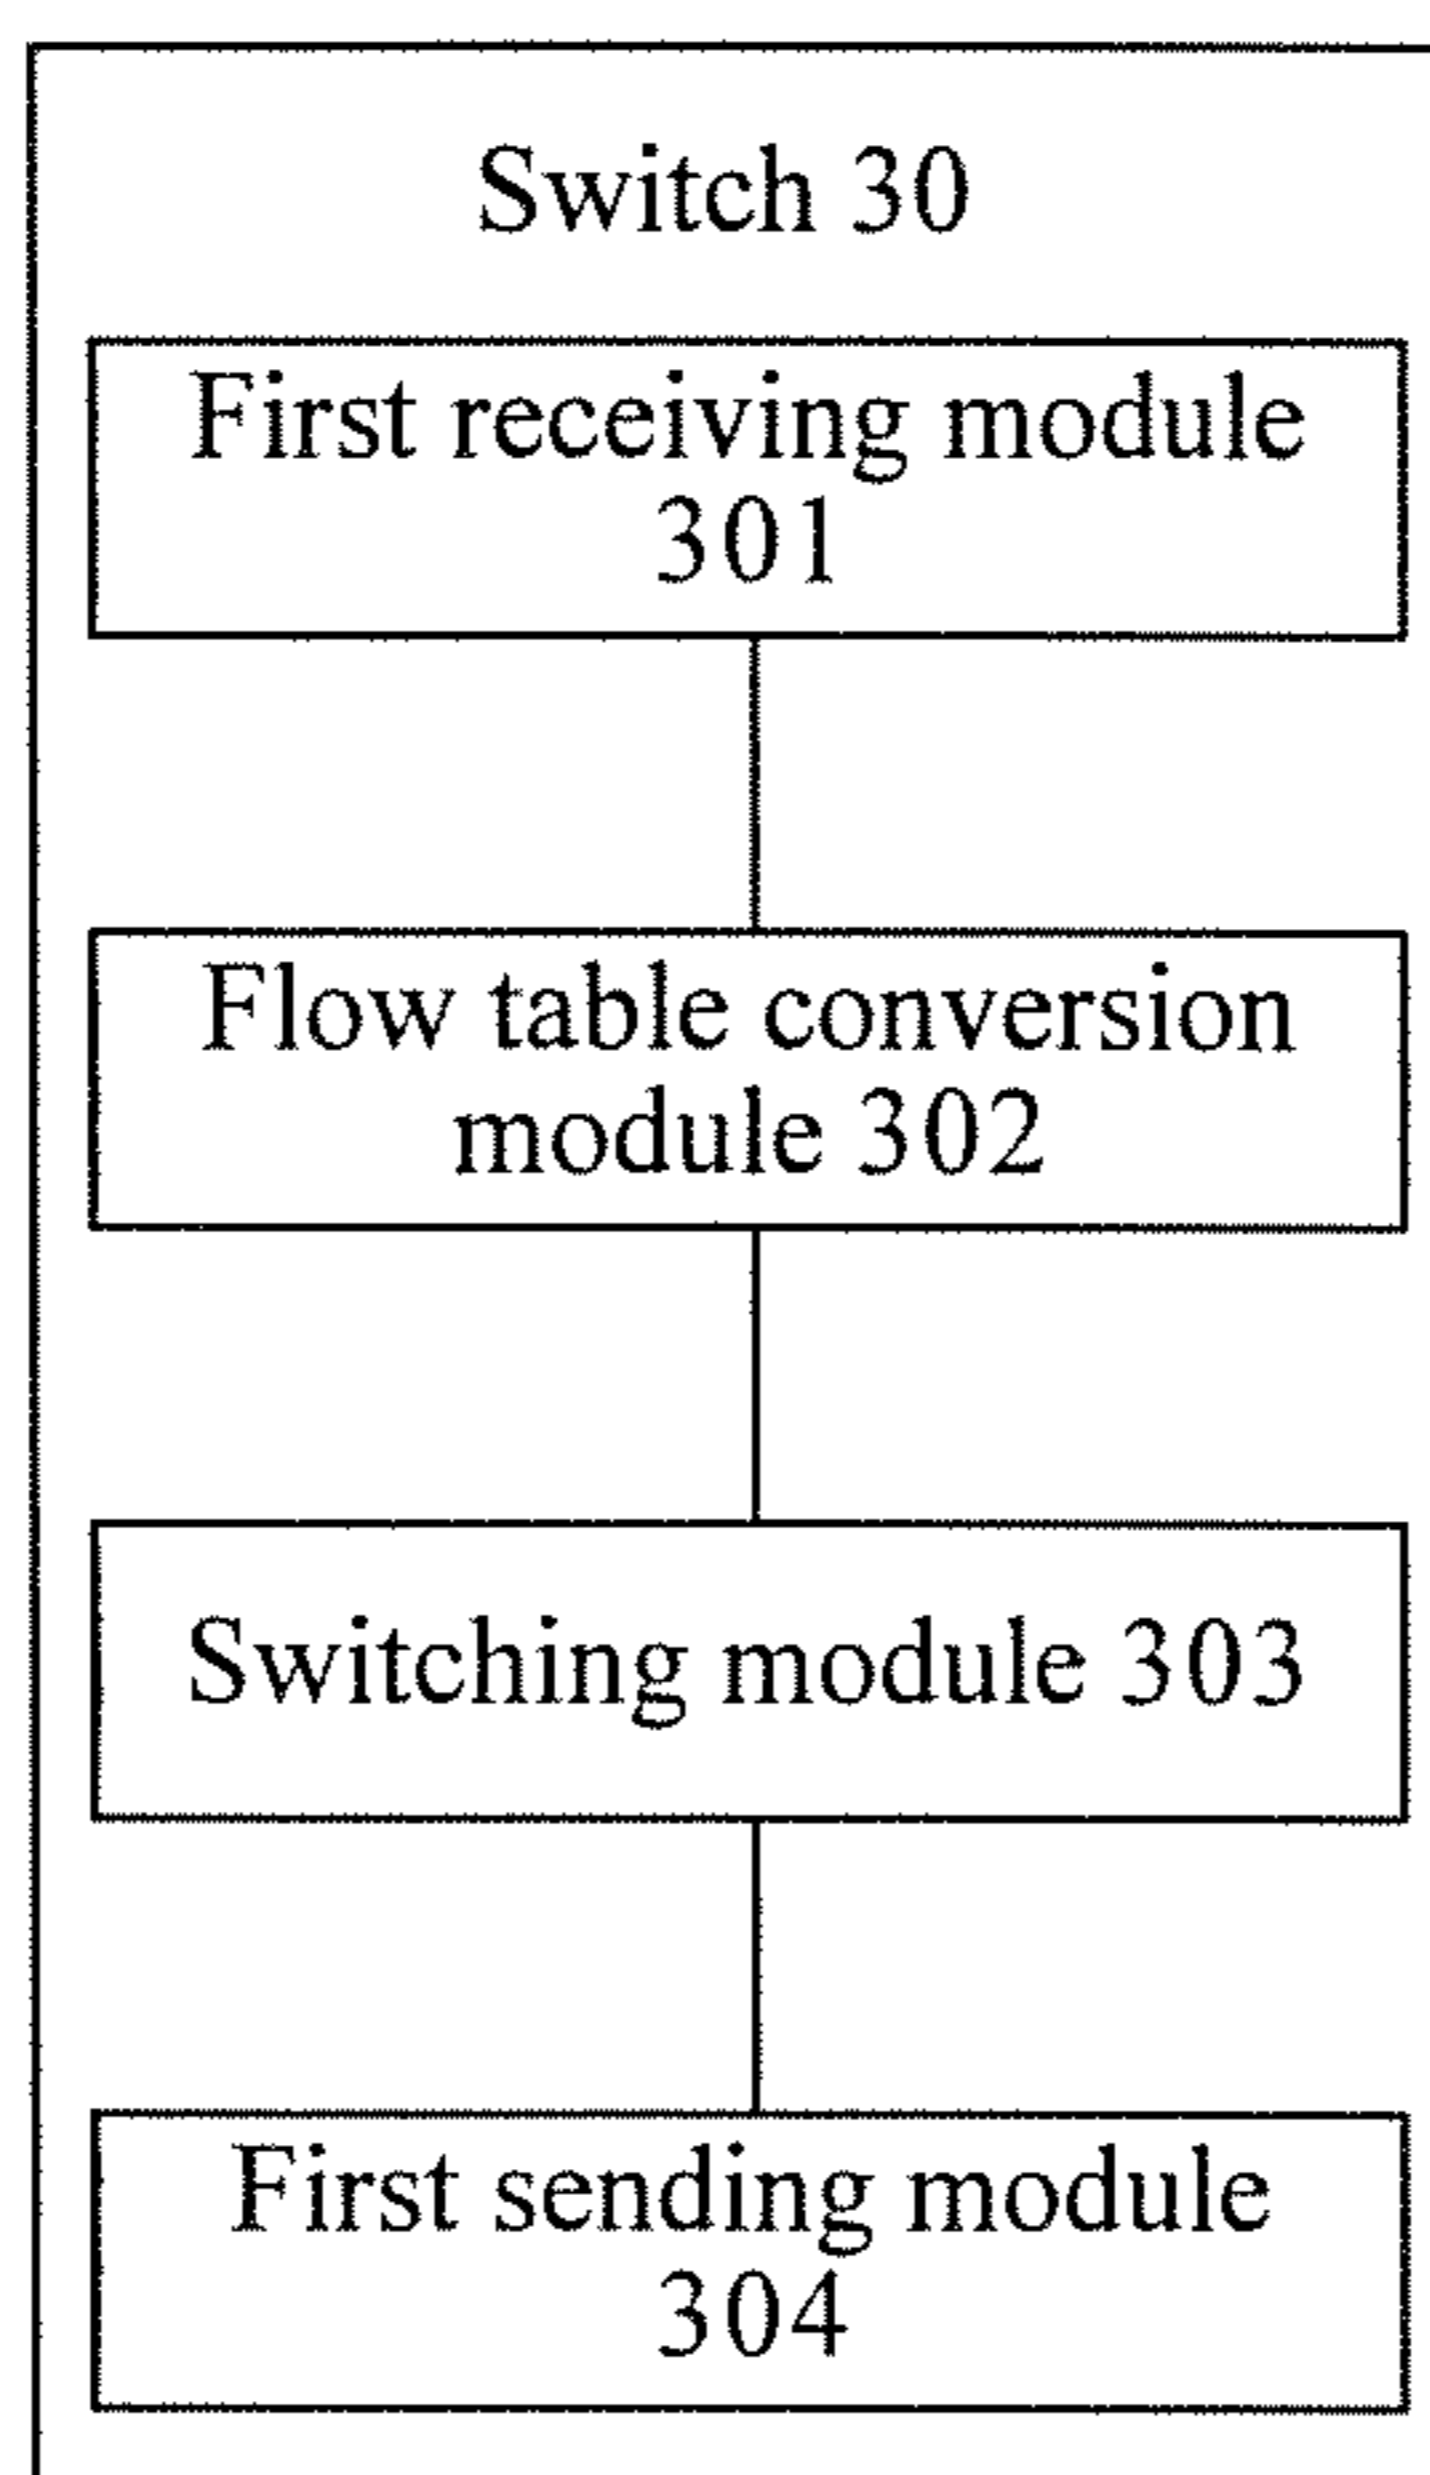 Switch 30
First receiving module
301
Flow table conversion
module 302
Switching module 303
First sending module
304